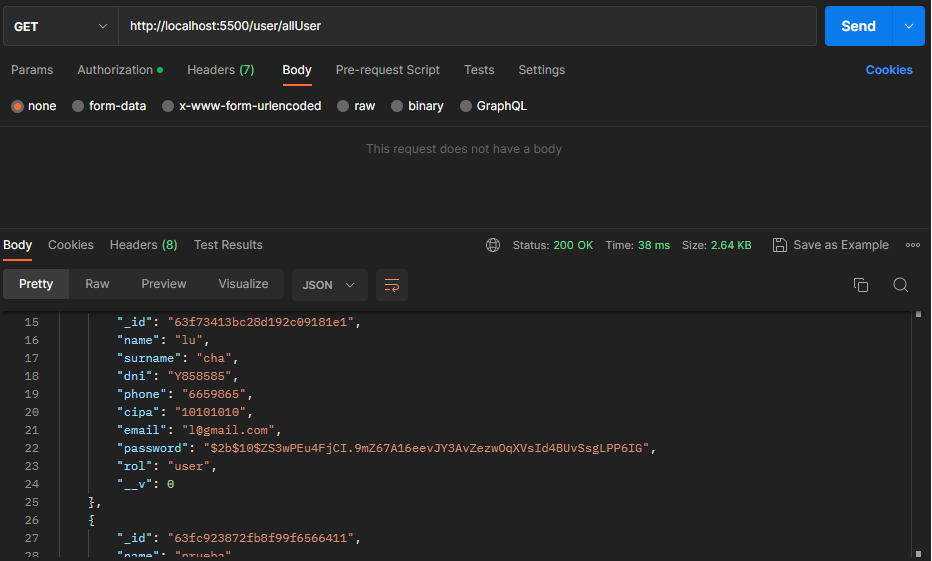 GET http://localhost:5500/user/allUser Send
Params Authorization Headers (7) Body Pre-request Script Tests Settings Cookies
none form-data x-www-form-urlencoded raw binary GraphQL
This request does not have a body
Body Cookies Headers (8) Test Results Status: 200 OK Time: 38 ms Size: 2.64 KB Save as Example
Pretty Raw Preview Visualize JSON
15 "_id": "63f73413bc28d192c09181e1",
16 "name": "lu",
17 "surname": "cha",
18 "dni": "Y858585",
19 "phone": "6659865",
20 "cipa": "10101010",
21 "email": "l@gmail.com",
22 "password": "$2b$10$ZS3wPEu4FjCI.9mZ67A16eevJY3AvZezwOqXVsId4BUvSsgLPP6IG",
23 "rol": "user",
24 "__v": 0
25 },
26 {
27 "_id": "63fc923872fb8f99f6566411",
28 "name": "prueba"